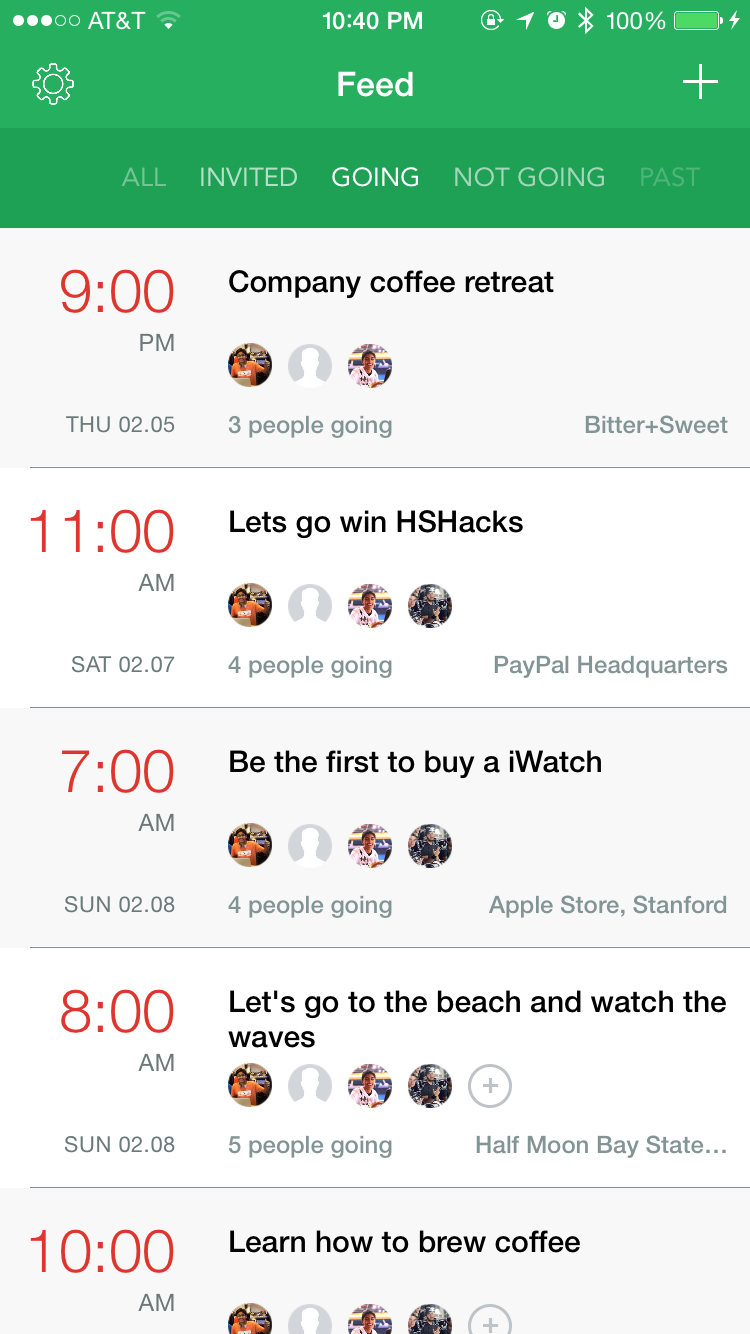 AT&T 10:40 PM 100%
Feed
ALL INVITED GOING NOT GOING PAST
9:00 Company coffee retreat
PM
THU 02.05 3 people going Bitter+Sweet
11:00 Lets go win HSHacks
AM
SAT 02.07 4 people going PayPal Headquarters
7:00 Be the first to buy a iWatch
AM
SUN 02.08 4 people going Apple Store, Stanford
8:00 Let's go to the beach and watch the
waves
AM
SUN 02.08 5 people going Half Moon Bay State...
10:00 Learn how to brew coffee
AM